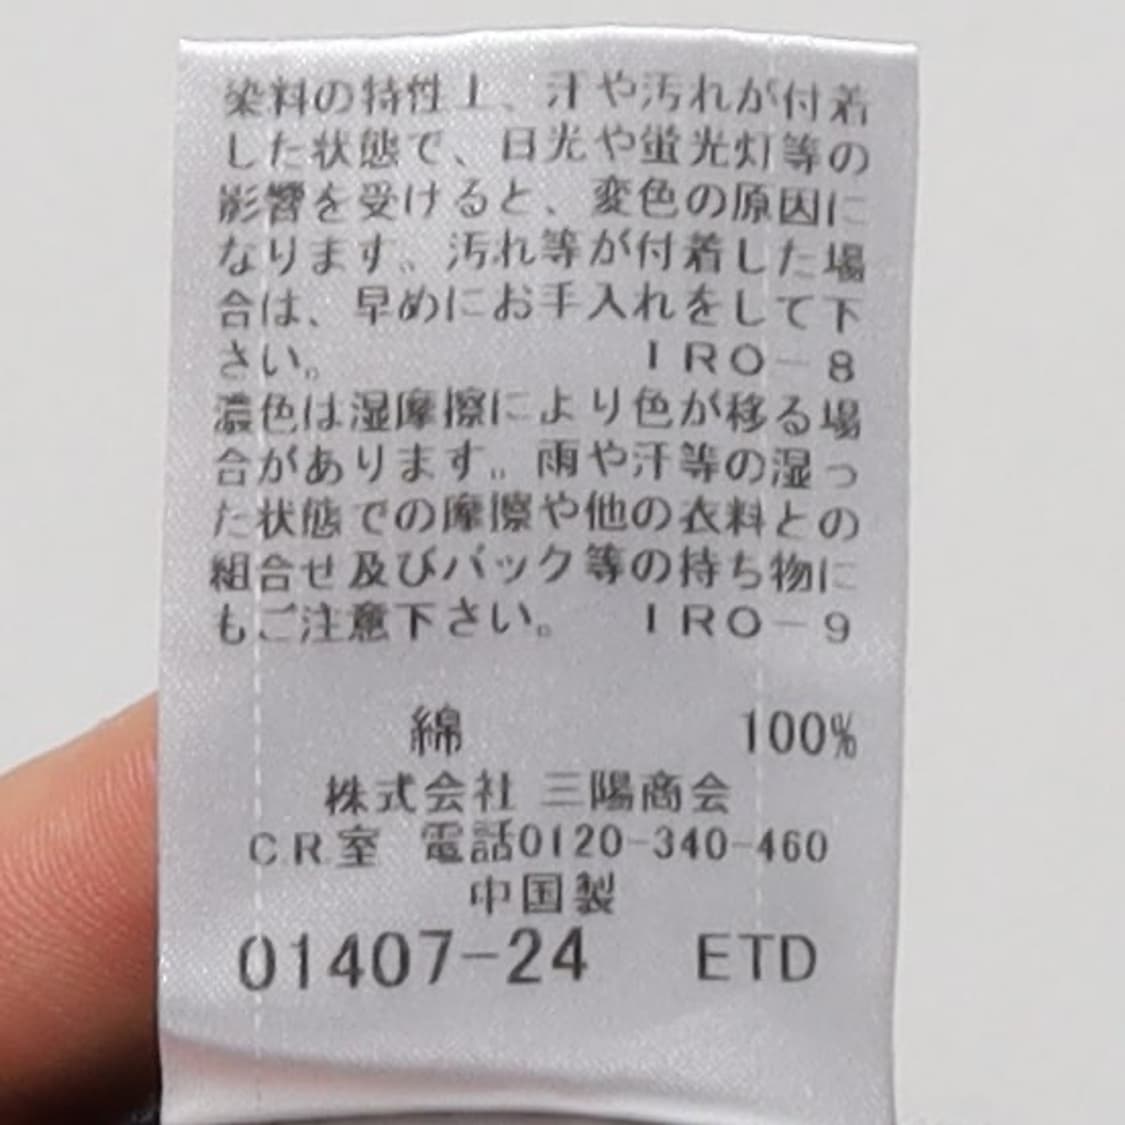 染料の特性上、汗や汚れが付着
した状態で、日光や蛍光灯等の
影響を受けると、変色の原因に
なります。汚れ等が付着した場
合は、早めにお手入れをして下
さい。 IRO-8
濃色は湿摩擦により色が移る場
合があります。雨や汗等の湿っ
た状態での摩擦や他の衣料との
組合せ及びバック等の持ち物に
もご注意下さい。 IRO-9
綿 100%
株式会社 三陽商会
CR室 電話0120-340-460
中国製
01407-24 ETD